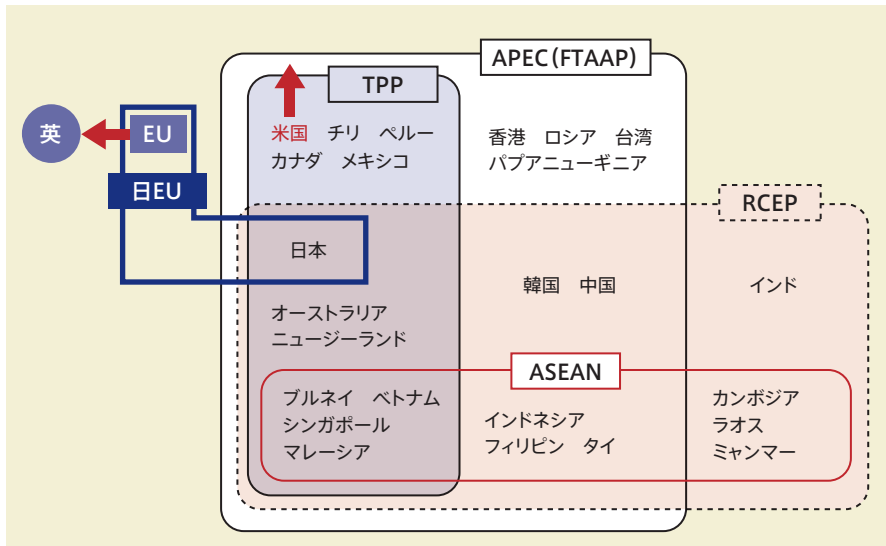 APEC(FTAAP)
TPP
英
EU
米国 チリ ペルー
カナダ メキシコ
香港 ロシア 台湾
パプアニューギニア
日EU
RCEP
日本
韓国 中国
インド
オーストラリア
ニュージーランド
ASEAN
ブルネイ ベトナム
シンガポール
マレーシア
インドネシア
フィリピン タイ
カンボジア
ラオス
ミャンマー